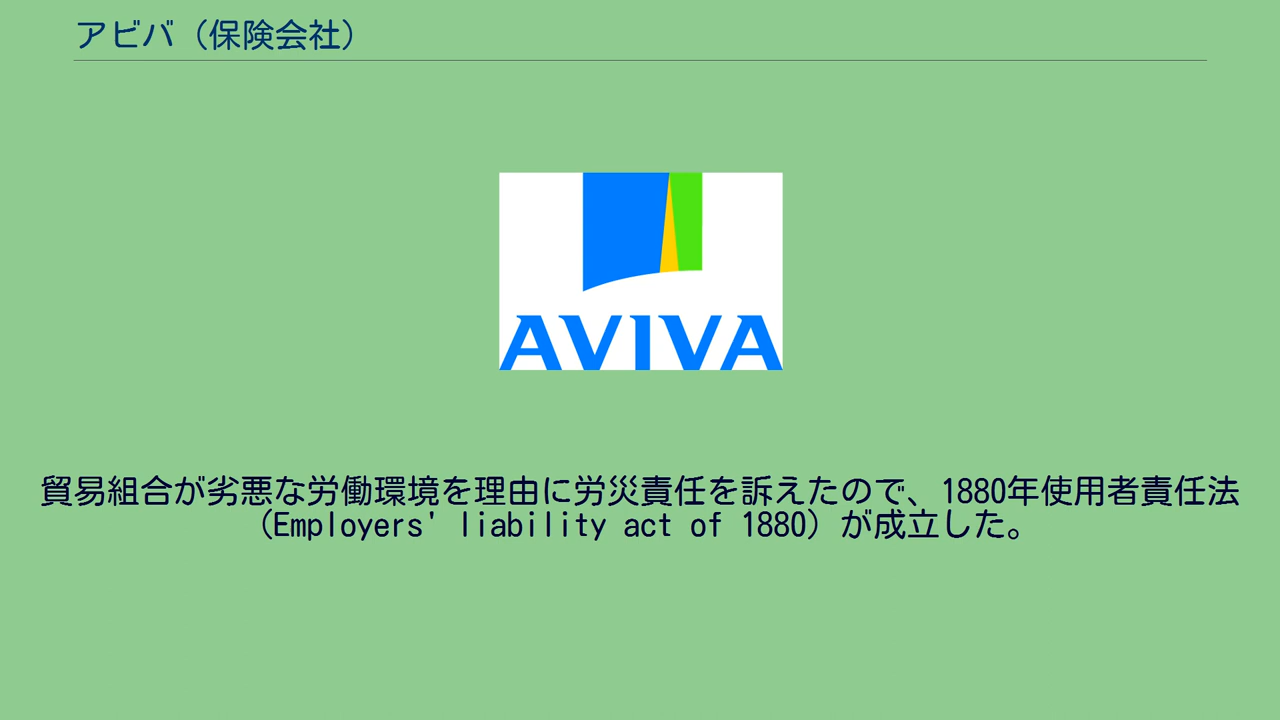 アビバ（保険会社）
AVIVA
貿易組合が劣悪な労働環境を理由に労災責任を訴えたので、1880年使用者責任法
（Employers' liability act of 1880）が成立した。